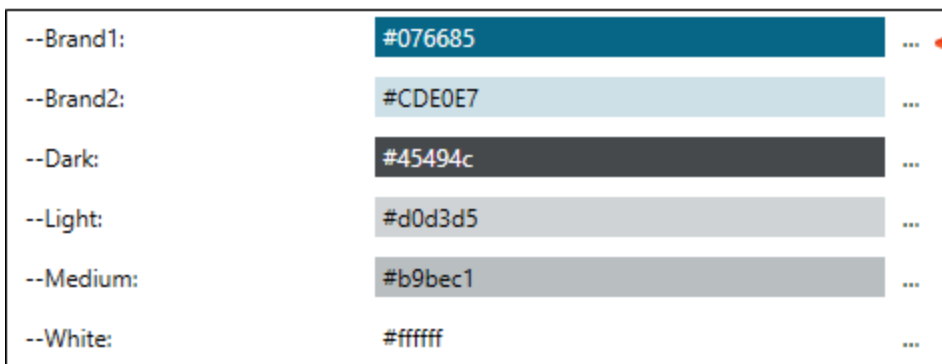 --Brand1: #076685 ...
--Brand2: #CDE0E7 ...
--Dark: #45494c ...
--Light: #d0d3d5 ...
--Medium: #b9bec1 ...
--White: #ffffff ...